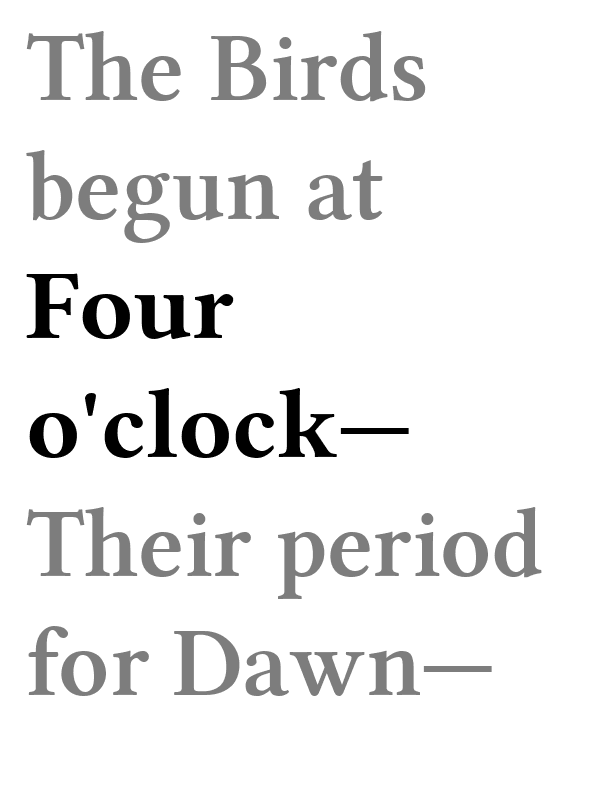 The Birds
begun at
Four
o'clock—
Their period
for Dawn—